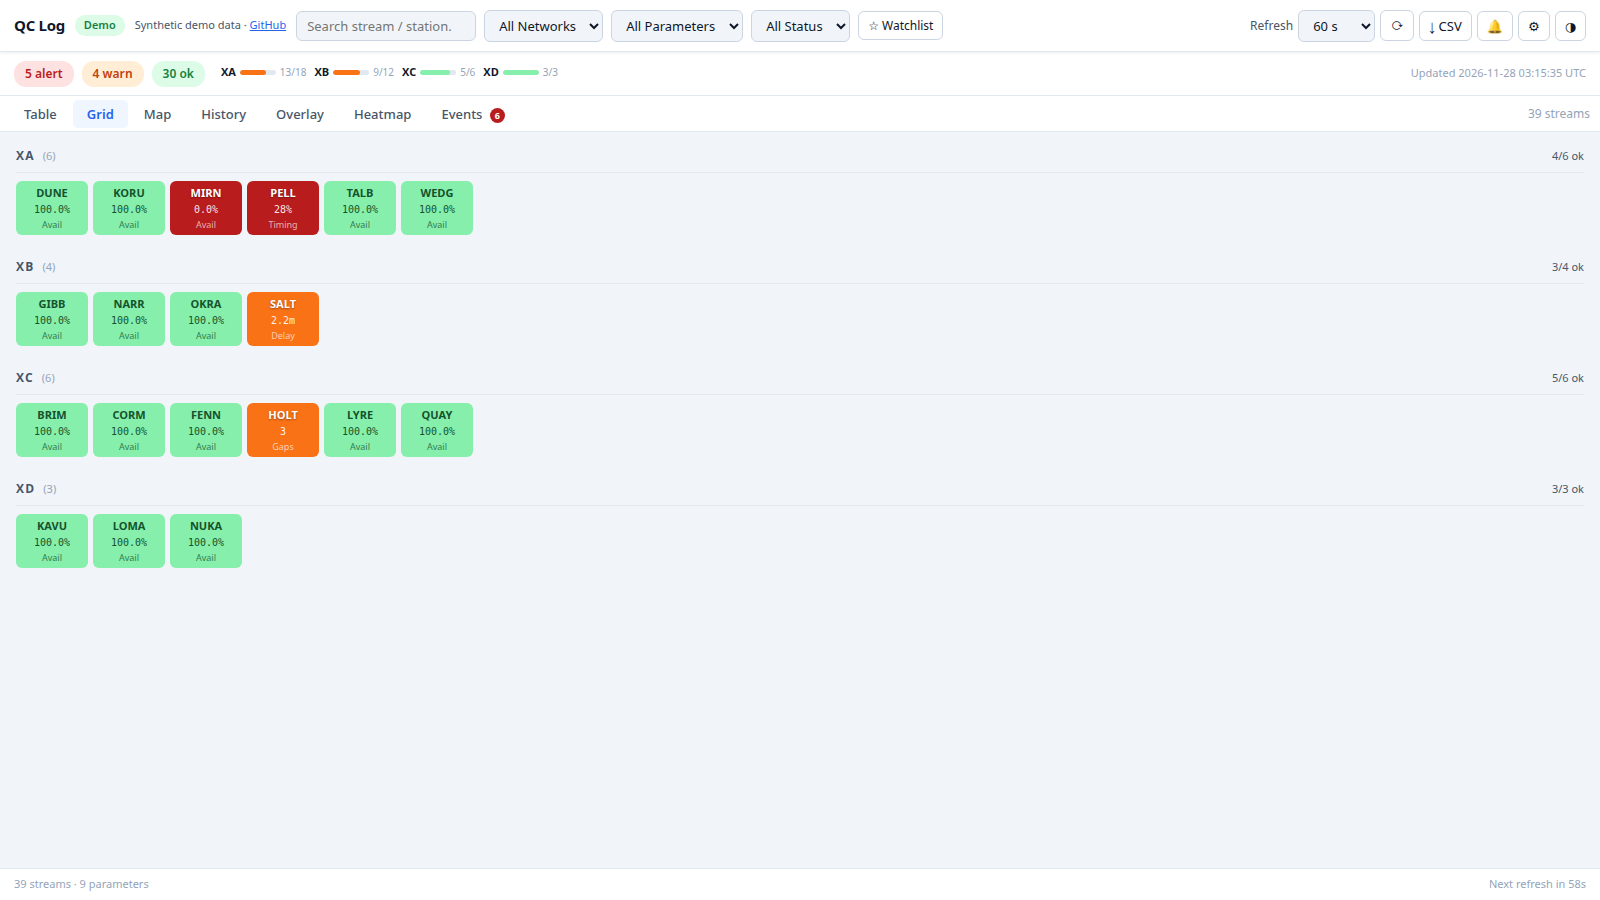 QC Log Demo Synthetic demo data · GitHub Search stream / station. All Networks All Parameters All Status ☆ Watchlist Refresh 60 s ⟳ ↓ CSV 🔔 ⚙ ◑
5 alert 4 warn 30 ok XA 13/18 XB 9/12 XC 5/6 XD 3/3 Updated 2026-11-28 03:15:35 UTC
Table Grid Map History Overlay Heatmap Events 6 39 streams
XA (6) 4/6 ok
DUNE KORU MIRN PELL TALB WEDG
100.0% 100.0% 0.0% 28% 100.0% 100.0%
Avail Avail Avail Timing Avail Avail
XB (4) 3/4 ok
GIBB NARR OKRA SALT
100.0% 100.0% 100.0% 2.2m
Avail Avail Avail Delay
XC (6) 5/6 ok
BRIM CORM FENN HOLT LYRE QUAY
100.0% 100.0% 100.0% 3 100.0% 100.0%
Avail Avail Avail Gaps Avail Avail
XD (3) 3/3 ok
KAVU LOMA NUKA
100.0% 100.0% 100.0%
Avail Avail Avail
39 streams · 9 parameters Next refresh in 58s